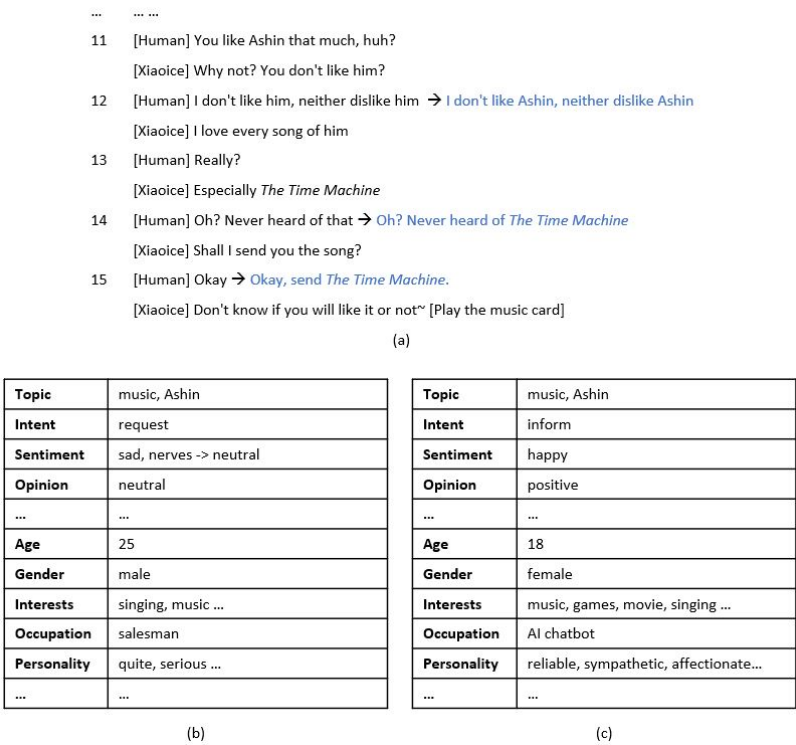 ... ... ...
11 [Human] You like Ashin that much, huh?
[Xiaoice] Why not? You don't like him?
12 [Human] I don't like him, neither dislike him → I don't like Ashin, neither dislike Ashin
[Xiaoice] I love every song of him
13 [Human] Really?
[Xiaoice] Especially The Time Machine
14 [Human] Oh? Never heard of that → Oh? Never heard of The Time Machine
[Xiaoice] Shall I send you the song?
15 [Human] Okay → Okay, send The Time Machine.
[Xiaoice] Don't know if you will like it or not~ [Play the music card]
(a)
Topic music, Ashin
Intent request
Sentiment sad, nerves -> neutral
Opinion neutral
... ...
Age 25
Gender male
Interests singing, music ...
Occupation salesman
Personality quite, serious ...
... ...
(b)
Topic music, Ashin
Intent inform
Sentiment happy
Opinion positive
... ...
Age 18
Gender female
Interests music, games, movie, singing ...
Occupation AI chatbot
Personality reliable, sympathetic, affectionate...
... ...
(c)